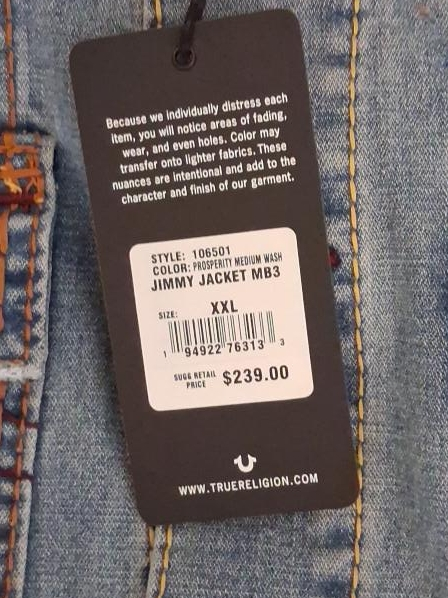 Because we individually distress each
item, you will notice areas of fading,
wear, and even holes. Color may
transfer onto lighter fabrics. These
nuances are intentional and add to the
character and finish of our garment.
STYLE: 106501
COLOR: PROSPERITY MEDIUM WASH
JIMMY JACKET MB3
SIZE: XXL
1 94922 76313 3
SUGG RETAIL
PRICE $239.00
WWW.TRUERELIGION.COM